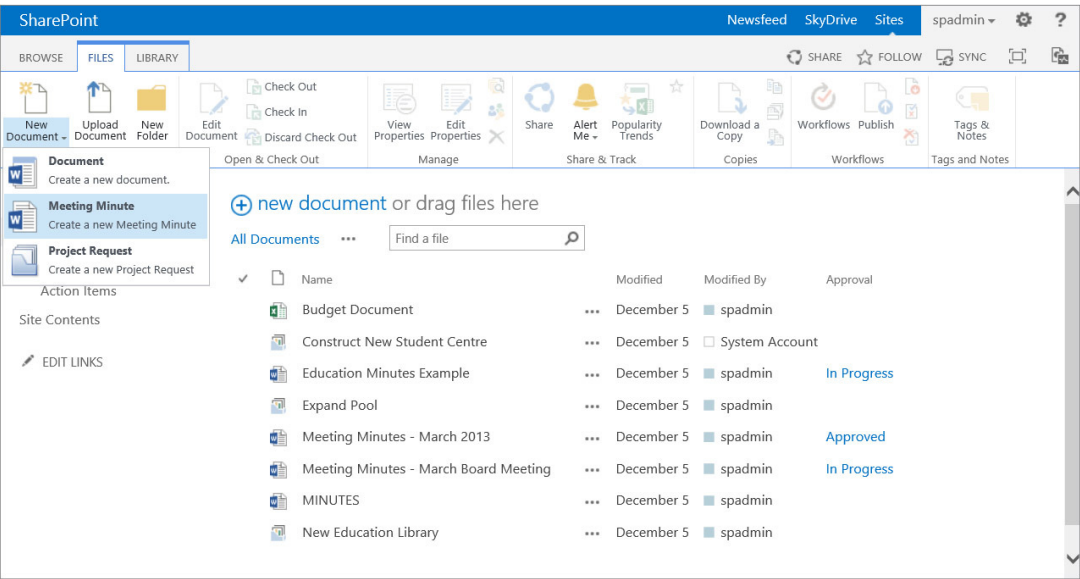 SharePoint
Newsfeed SkyDrive Sites spadmin ?
BROWSE FILES LIBRARY
SHARE FOLLOW SYNC
New Document
Upload Document
New Folder
Edit Document
Check Out
Check In
Discard Check Out
Open & Check Out
View Properties
Edit Properties
Manage
Share
Alert Me
Popularity Trends
Share & Track
Download a Copy
Copies
Workflows
Publish
Workflows
Tags & Notes
Tags and Notes
Document
Create a new document.
Meeting Minute
Create a new Meeting Minute
Project Request
Create a new Project Request
Action Items
Site Contents
EDIT LINKS
new document or drag files here
All Documents ••• Find a file
Name Modified Modified By Approval
Budget Document ••• December 5 spadmin
Construct New Student Centre ••• December 5 System Account
Education Minutes Example ••• December 5 spadmin In Progress
Expand Pool ••• December 5 spadmin
Meeting Minutes - March 2013 ••• December 5 spadmin Approved
Meeting Minutes - March Board Meeting ••• December 5 spadmin In Progress
MINUTES ••• December 5 spadmin
New Education Library ••• December 5 spadmin